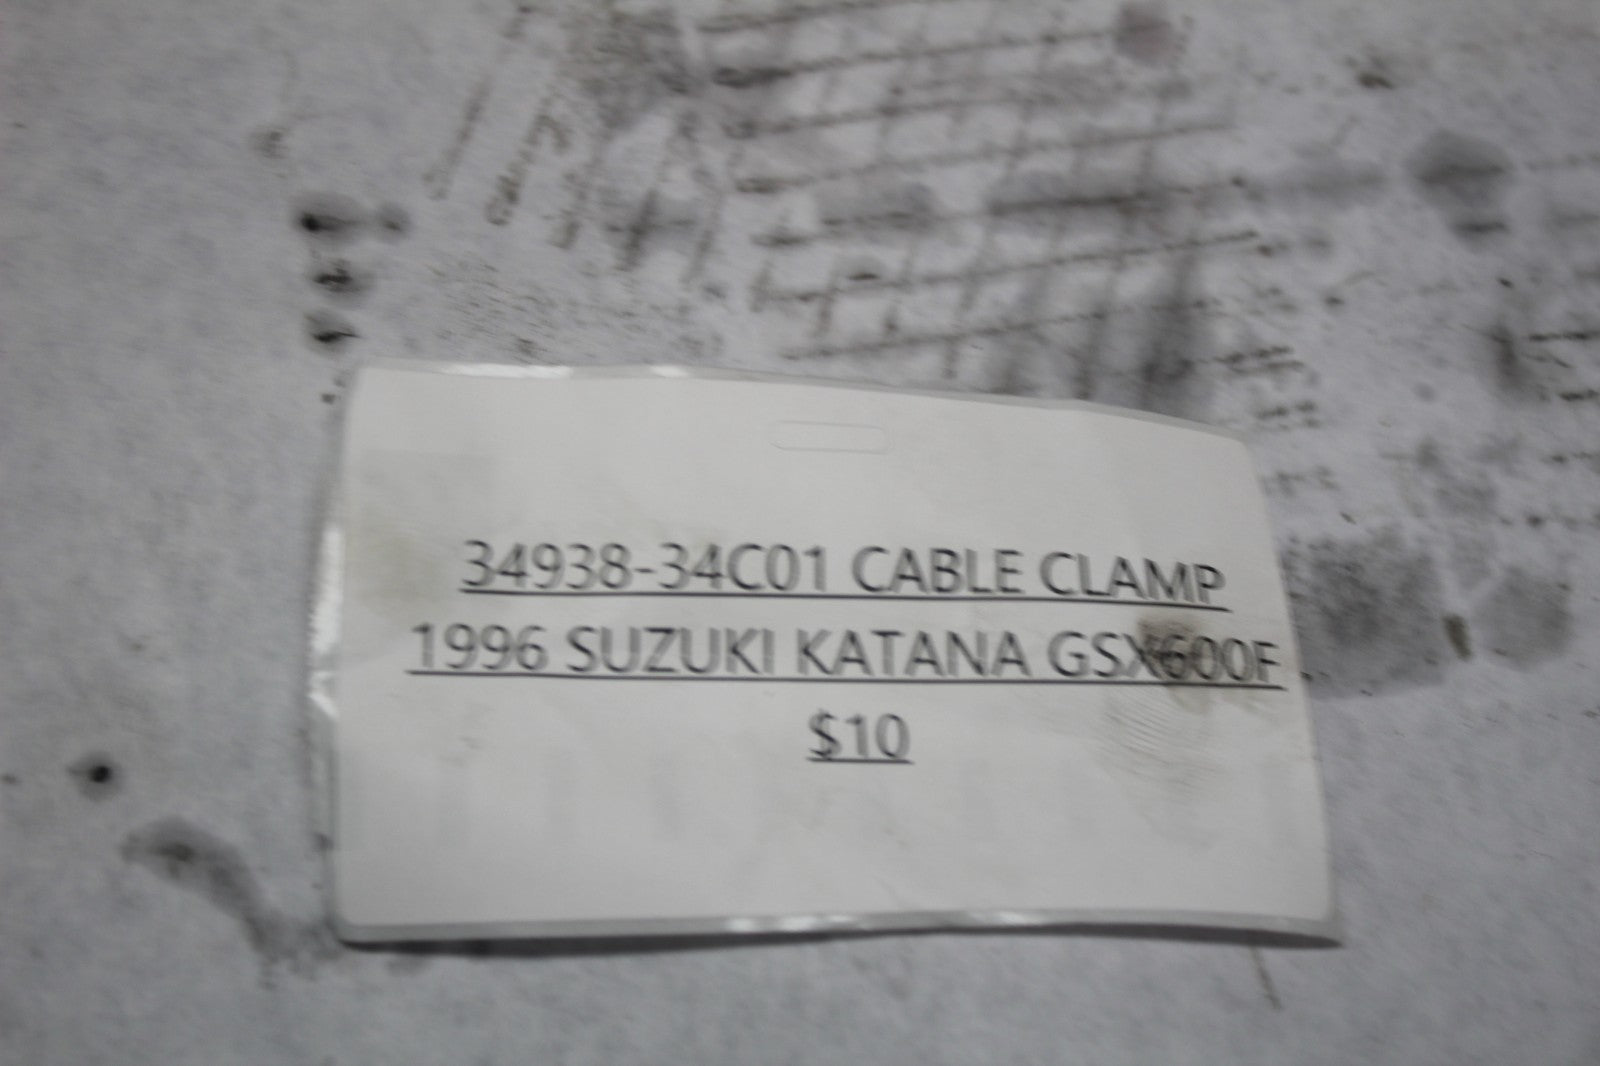 34938-34C01 CABLE CLAMP
1996 SUZUKI KATANA GSX600F
$10